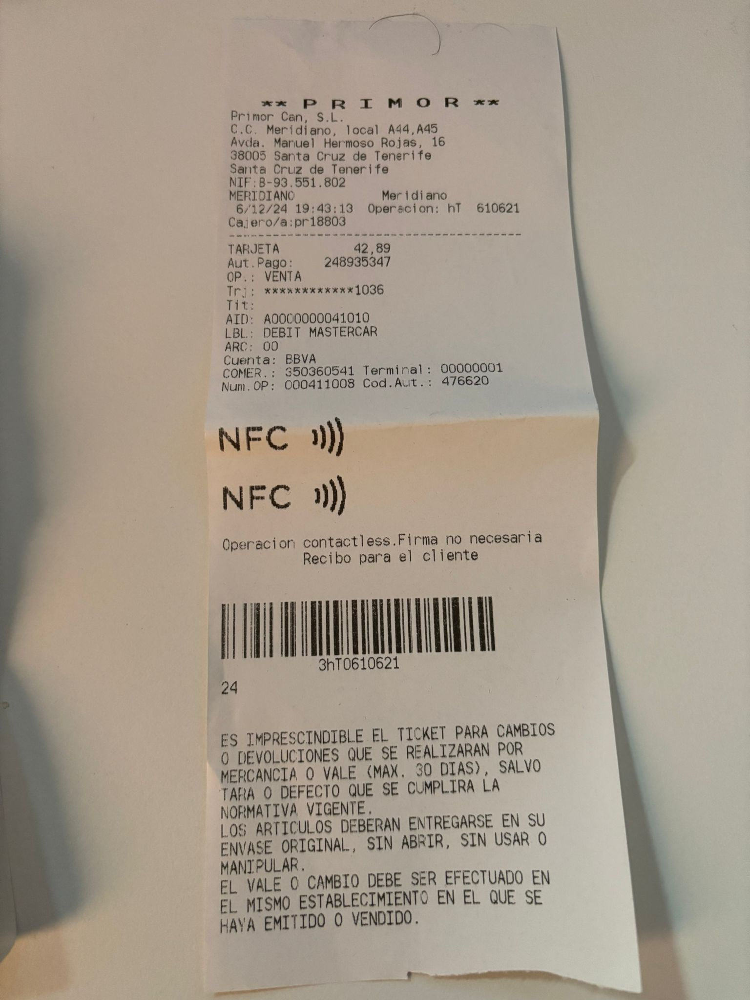 ** P R I M O R **
Primor Can, S.L.
C.C. Meridiano, local A44,A45
Avda. Manuel Hermoso Rojas, 16
38005 Santa Cruz de Tenerife
Santa Cruz de Tenerife
NIF:B-93.551.802
MERIDIANO Meridiano
6/12/24 19:43:13 Operacion: hT 610621
Cajero/a:pr18803
----------------------------------------
TARJETA 42,89
Aut.Pago: 248935347
OP.: VENTA
Trj: ************1036
Tit:
AID: A0000000041010
LBL: DEBIT MASTERCAR
ARC: 00
Cuenta: BBVA
COMER.: 350360541 Terminal: 00000001
Num.OP: 000411008 Cod.Aut.: 476620
NFC
NFC
Operacion contactless.Firma no necesaria
Recibo para el cliente
3hT0610621
24
ES IMPRESCINDIBLE EL TICKET PARA CAMBIOS
O DEVOLUCIONES QUE SE REALIZARAN POR
MERCANCIA O VALE (MAX. 30 DIAS), SALVO
TARA O DEFECTO QUE SE CUMPLIRA LA
NORMATIVA VIGENTE.
LOS ARTICULOS DEBERAN ENTREGARSE EN SU
ENVASE ORIGINAL, SIN ABRIR, SIN USAR O
MANIPULAR.
EL VALE O CAMBIO DEBE SER EFECTUADO EN
EL MISMO ESTABLECIMIENTO EN EL QUE SE
HAYA EMITIDO O VENDIDO.